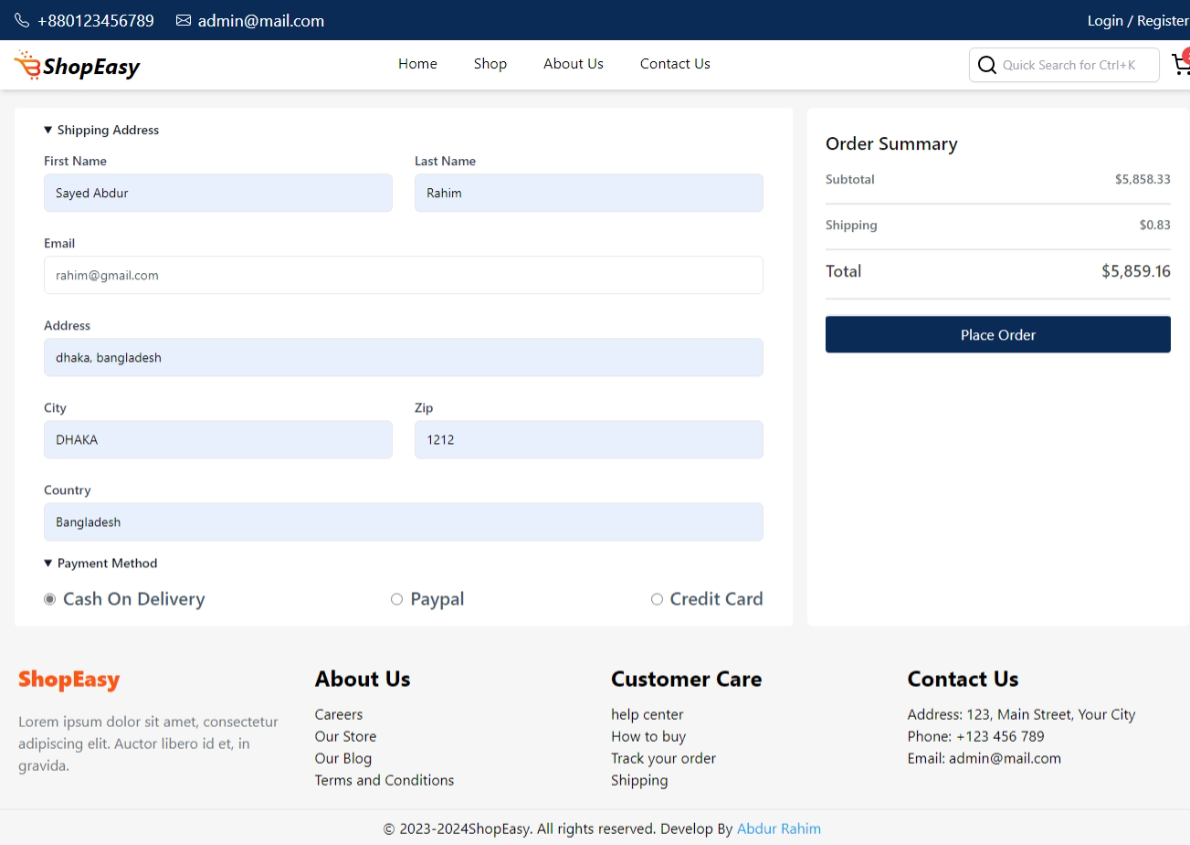 +880123456789 admin@mail.com Login / Register
ShopEasy Home Shop About Us Contact Us Quick Search for Ctrl+K
Shipping Address
First Name Last Name
Sayed Abdur Rahim
Email
rahim@gmail.com
Address
dhaka, bangladesh
City Zip
DHAKA 1212
Country
Bangladesh
Payment Method
Cash On Delivery Paypal Credit Card
Order Summary
Subtotal $5,858.33
Shipping $0.83
Total $5,859.16
Place Order
ShopEasy
Lorem ipsum dolor sit amet, consectetur
adipiscing elit. Auctor libero id et, in
gravida.
About Us
Careers
Our Store
Our Blog
Terms and Conditions
Customer Care
help center
How to buy
Track your order
Shipping
Contact Us
Address: 123, Main Street, Your City
Phone: +123 456 789
Email: admin@mail.com
© 2023-2024ShopEasy. All rights reserved. Develop By Abdur Rahim